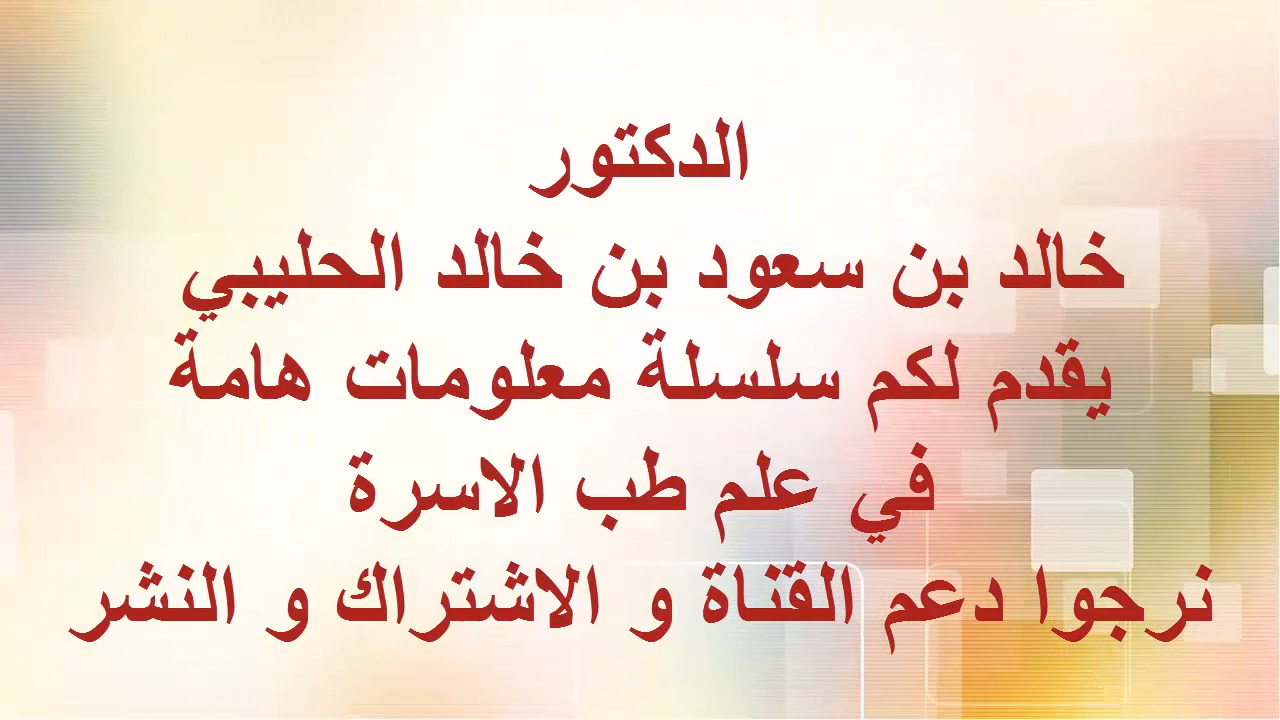 الدكتور
خالد بن سعود بن خالد الحليبي
يقدم لكم سلسلة معلومات هامة
في علم طب الاسرة
نرجوا دعم القناة و الاشتراك و النشر